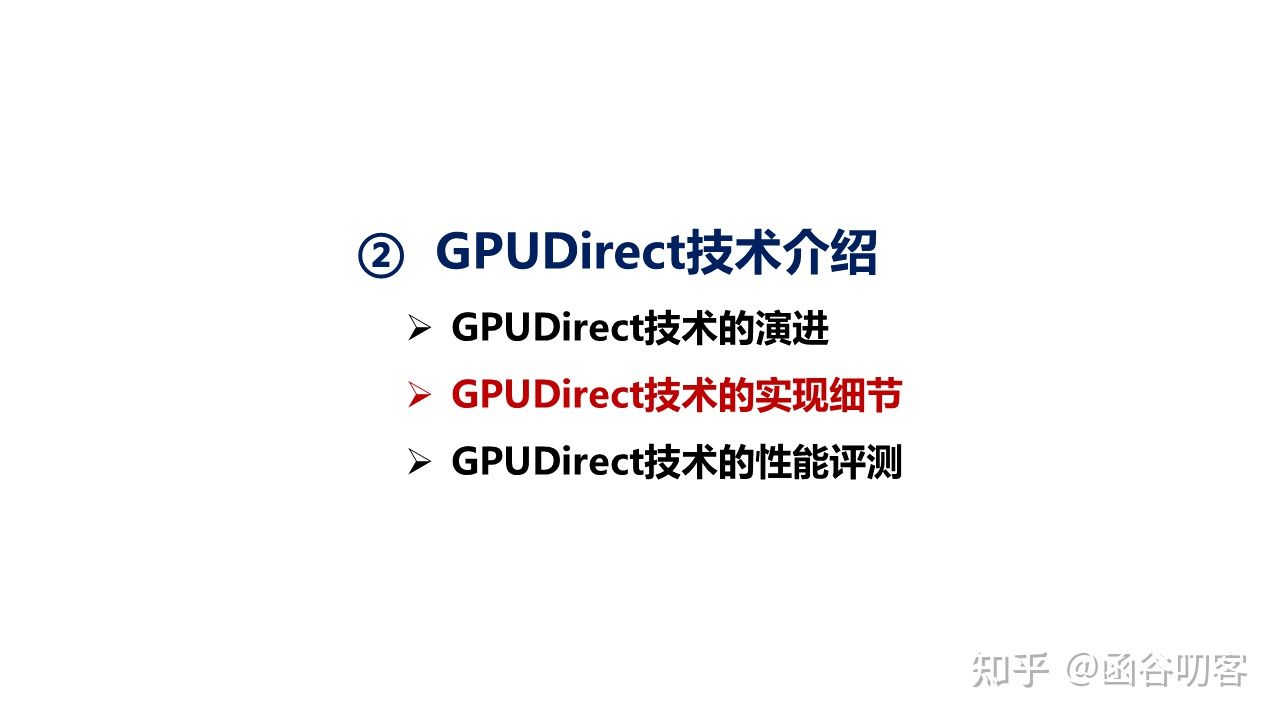 ② GPUDirect技术介绍
➢ GPUDirect技术的演进
➢ GPUDirect技术的实现细节
➢ GPUDirect技术的性能评测
知乎 @函谷叨客